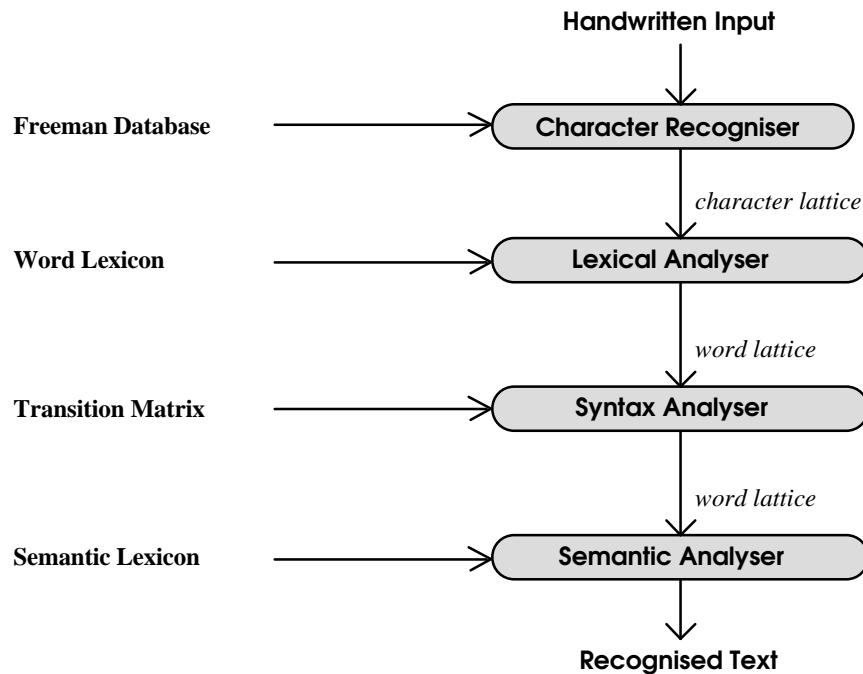 Handwritten Input
Freeman Database
Character Recogniser
character lattice
Word Lexicon
Lexical Analyser
word lattice
Transition Matrix
Syntax Analyser
word lattice
Semantic Lexicon
Semantic Analyser
Recognised Text